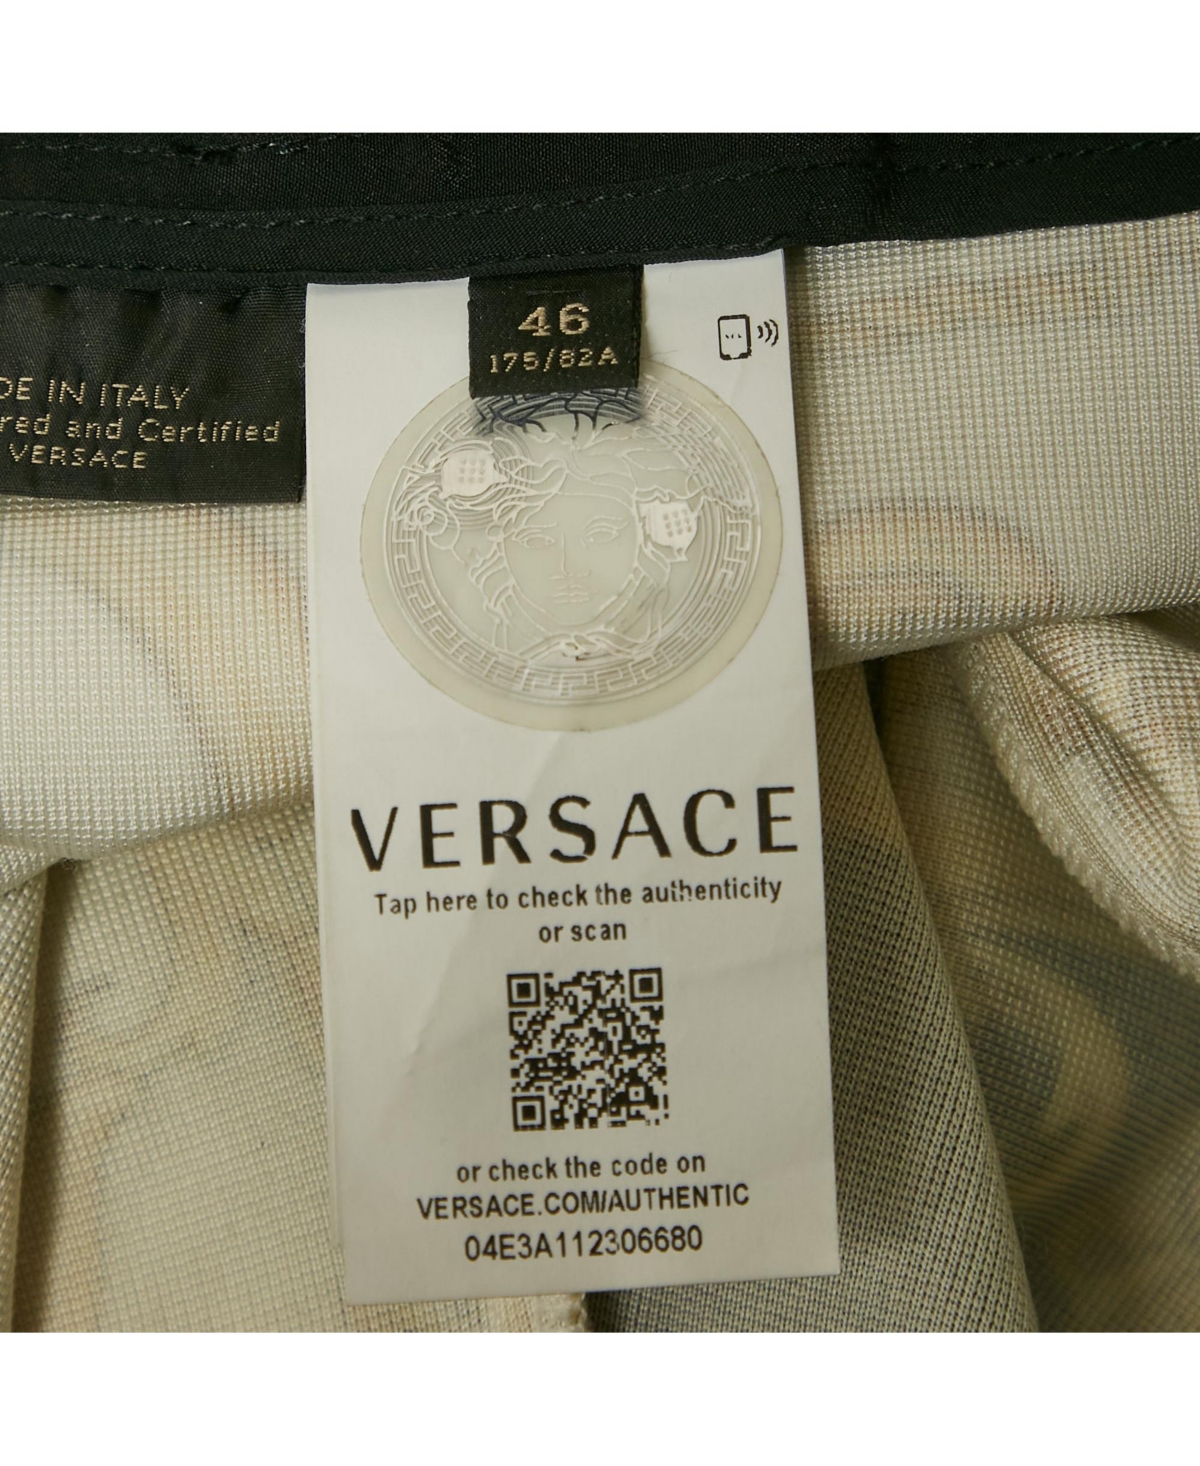 46
175/82A
DE IN ITALY
red and Certified
VERSACE
VERSACE
Tap here to check the authenticity
or scan
or check the code on
VERSACE.COM/AUTHENTIC
04E3A112306680